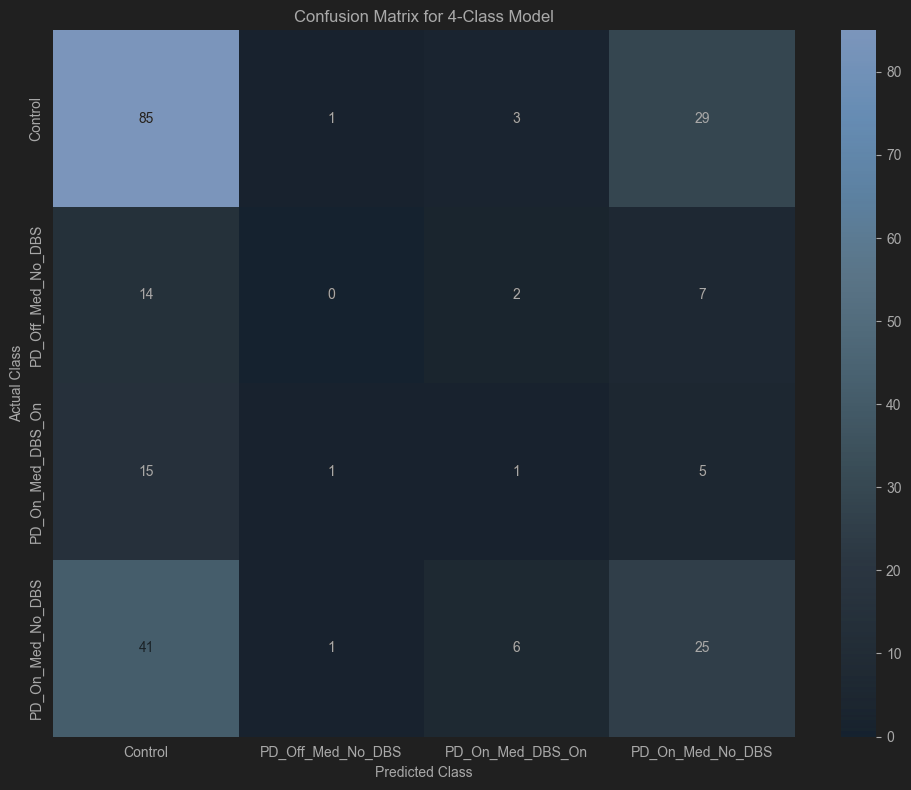 Confusion Matrix for 4-Class Model
Actual Class
Control
PD_Off_Med_No_DBS
PD_On_Med_DBS_On
PD_On_Med_No_DBS
85 1 3 29
14 0 2 7
15 1 1 5
41 1 6 25
Control PD_Off_Med_No_DBS PD_On_Med_DBS_On PD_On_Med_No_DBS
Predicted Class
80
70
60
50
40
30
20
10
0